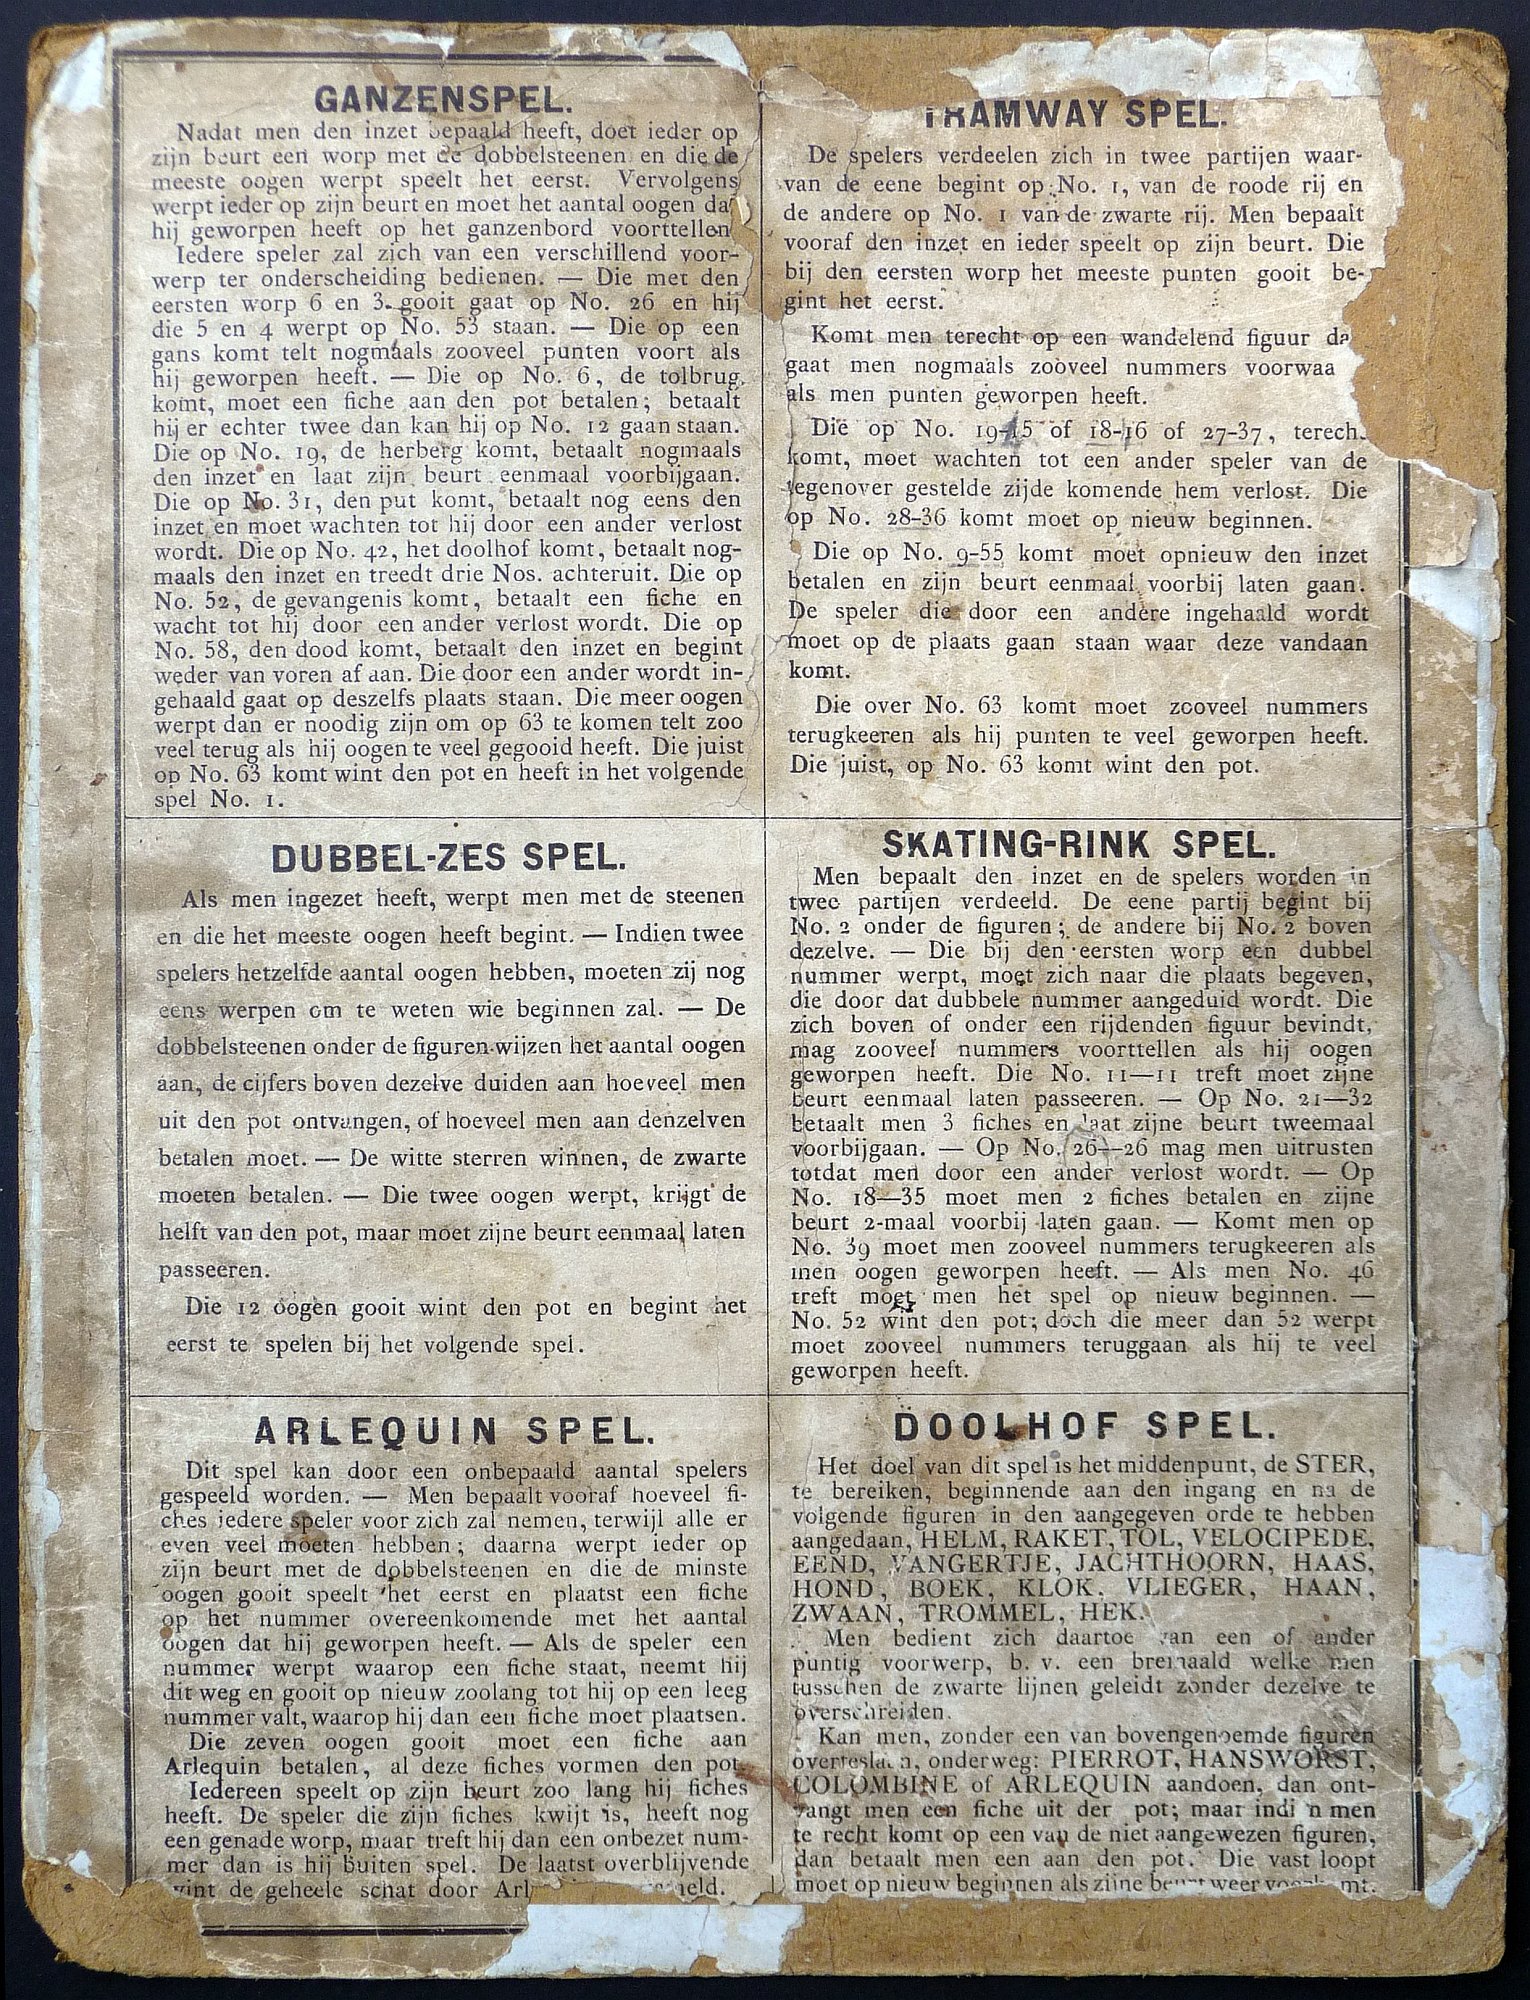 GANZENSPEL.
Nadat men den inzet bepaald heeft, doet ieder op
zijn beurt een worp met de dobbelsteenen en die de
meeste oogen werpt speelt het eerst. Vervolgens
werpt ieder op zijn beurt en moet het aantal oogen dat
hij geworpen heeft op het ganzenbord voorttellen
Iedere speler zal zich van een verschillend voor-
werp ter onderscheiding bedienen. — Die met den
eersten worp 6 en 3 gooit gaat op No. 26 en hij
die 5 en 4 werpt op No. 53 staan. — Die op een
gans komt telt nogmaals zooveel punten voort als
hij geworpen heeft. — Die op No. 6, de tolbrug,
komt, moet een fiche aan den pot betalen; betaalt
hij er echter twee dan kan hij op No. 12 gaan staan.
Die op No. 19, de herberg komt, betaalt nogmaals
den inzet en laat zijn beurt eenmaal voorbijgaan.
Die op No. 31, den put komt, betaalt nog eens den
inzet en moet wachten tot hij door een ander verlost
wordt. Die op No. 42, het doolhof komt, betaalt nog-
maals den inzet en treedt drie Nos. achteruit. Die op
No. 52, de gevangenis komt, betaalt een fiche en
wacht tot hij door een ander verlost wordt. Die op
No. 58, den dood komt, betaalt den inzet en begint
weder van voren af aan. Die door een ander wordt in-
gehaald gaat op deszelfs plaats staan. Die meer oogen
werpt dan er noodig zijn om op 63 te komen telt zoo
veel terug als hij oogen te veel gegooid heeft. Die juist
op No. 63 komt wint den pot en heeft in het volgende
spel No. 1.
TRAMWAY SPEL.
De spelers verdeelen zich in twee partijen waar-
van de eene begint op No. 1, van de roode rij en
de andere op No. 1 van de zwarte rij. Men bepaalt
vooraf den inzet en ieder speelt op zijn beurt. Die
bij den eersten worp het meeste punten gooit be-
gint het eerst.
Komt men terecht op een wandelend figuur da
gaat men nogmaals zooveel nummers voorwaa
als men punten geworpen heeft.
Die op No. 19-45 of 18-16 of 27-37, terech
komt, moet wachten tot een ander speler van de
tegenover gestelde zijde komende hem verlost. Die
op No. 28-36 komt moet op nieuw beginnen.
Die op No. 9-55 komt moet opnieuw den inzet
betalen en zijn beurt eenmaal voorbij laten gaan.
De speler die door een andere ingehaald wordt
moet op de plaats gaan staan waar deze vandaan
komt.
Die over No. 63 komt moet zooveel nummers
terugkeeren als hij punten te veel geworpen heeft.
Die juist, op No. 63 komt wint den pot.
DUBBEL-ZES SPEL.
Als men ingezet heeft, werpt men met de steenen
en die het meeste oogen heeft begint. — Indien twee
spelers hetzelfde aantal oogen hebben, moeten zij nog
eens werpen om te weten wie beginnen zal. — De
dobbelsteenen onder de figuren wijzen het aantal oogen
aan, de cijfers boven dezelve duiden aan hoeveel men
uit den pot ontvangen, of hoeveel men aan denzelven
betalen moet. — De witte sterren winnen, de zwarte
moeten betalen. — Die twee oogen werpt, krijgt de
helft van den pot, maar moet zijne beurt eenmaal laten
passeeren.
Die 12 oogen gooit wint den pot en begint het
eerst te spelen bij het volgende spel.
SKATING-RINK SPEL.
Men bepaalt den inzet en de spelers worden in
twee partijen verdeeld. De eene partij begint bij
No. 2 onder de figuren; de andere bij No. 2 boven
dezelve. — Die bij den eersten worp een dubbel
nummer werpt, moet zich naar die plaats begeven,
die door dat dubbele nummer aangeduid wordt. Die
zich boven of onder een rijdenden figuur bevindt,
mag zooveel nummers voorttellen als hij oogen
geworpen heeft. Die No. 11—11 treft moet zijne
beurt eenmaal laten passeeren. — Op No. 21—32
betaalt men 3 fiches en laat zijne beurt tweemaal
voorbijgaan. — Op No. 26—26 mag men uitrusten
totdat men door een ander verlost wordt. — Op
No. 18—35 moet men 2 fiches betalen en zijne
beurt 2-maal voorbij laten gaan. — Komt men op
No. 39 moet men zooveel nummers terugkeeren als
men oogen geworpen heeft. — Als men No. 46
treft moet men het spel op nieuw beginnen. —
No. 52 wint den pot; doch die meer dan 52 werpt
moet zooveel nummers teruggaan als hij te veel
geworpen heeft.
ARLEQUIN SPEL.
Dit spel kan door een onbepaald aantal spelers
gespeeld worden. — Men bepaalt vooraf hoeveel fi-
ches iedere speler voor zich zal nemen, terwijl alle er
even veel moeten hebben; daarna werpt ieder op
zijn beurt met de dobbelsteenen en die de minste
oogen gooit speelt het eerst en plaatst een fiche
op het nummer overeenkomende met het aantal
oogen dat hij geworpen heeft. — Als de speler een
nummer werpt waarop een fiche staat, neemt hij
dit weg en gooit op nieuw zoolang tot hij op een leeg
nummer valt, waarop hij dan een fiche moet plaatsen.
Die zeven oogen gooit moet een fiche aan
Arlequin betalen, al deze fiches vormen den pot.
Iedereen speelt op zijn beurt zoo lang hij fiches
heeft. De speler die zijn fiches kwijt is, heeft nog
een genade worp, maar treft hij dan een onbezet num-
mer dan is hij buiten spel. De laatst overblijvende
wint de geheele schat door Arl
DOOLHOF SPEL.
Het doel van dit spel is het middenpunt, de STER,
te bereiken, beginnende aan den ingang en na de
volgende figuren in den aangegeven orde te hebben
aangedaan, HELM, RAKET, TOL, VELOCIPEDE,
EEND, VANGERTJE, JACHTHOORN, HAAS,
HOND, BOEK, KLOK, VLIEGER, HAAN,
ZWAAN, TROMMEL, HEK.
Men bedient zich daartoe van een of ander
puntig voorwerp, b. v. een breinaald welke men
tusschen de zwarte lijnen geleidt zonder dezelve te
overschreiden.
Kan men, zonder een van bovengenoemde figuren
overteslaan, onderweg: PIERROT, HANSWORST,
COLOMBINE of ARLEQUIN aandoen, dan ont-
vangt men een fiche uit der pot; maar indien men
te recht komt op een van de niet aangewezen figuren,
dan betaalt men een aan den pot. Die vast loopt
moet op nieuw beginnen als zijne beurt weer